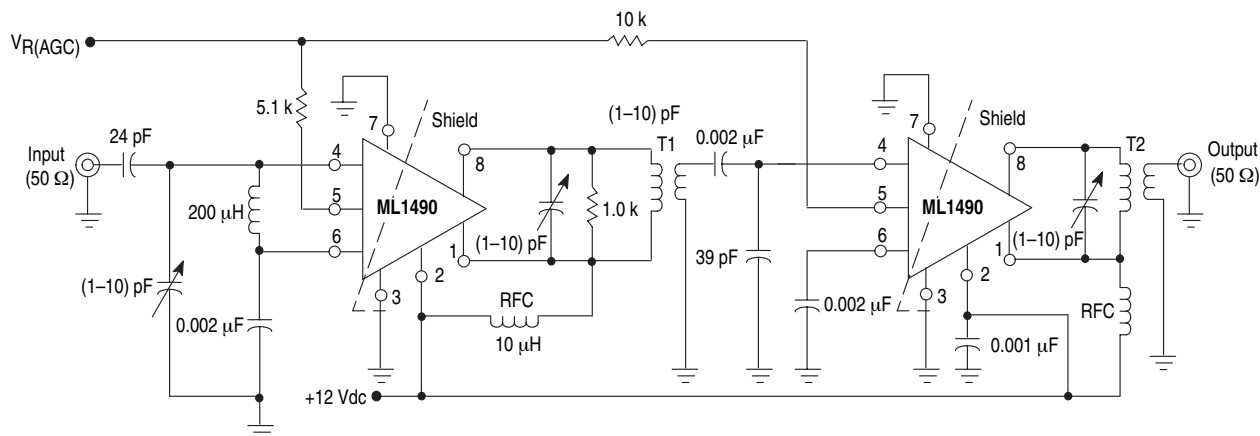 10 k
VR(AGC)
5.1 k
7
Shield
(1–10) pF
T1
0.002 µF
7
Shield
24 pF
Input
(50 Ω)
4
8
4
8
T2
Output
(50 Ω)
200 µH
5
ML1490
1.0 k
5
ML1490
6
1
(1–10) pF
39 pF
6
1
(1–10) pF
(1–10) pF
3
2
RFC
0.002 µF
3
2
RFC
0.002 µF
10 µH
0.001 µF
+12 Vdc